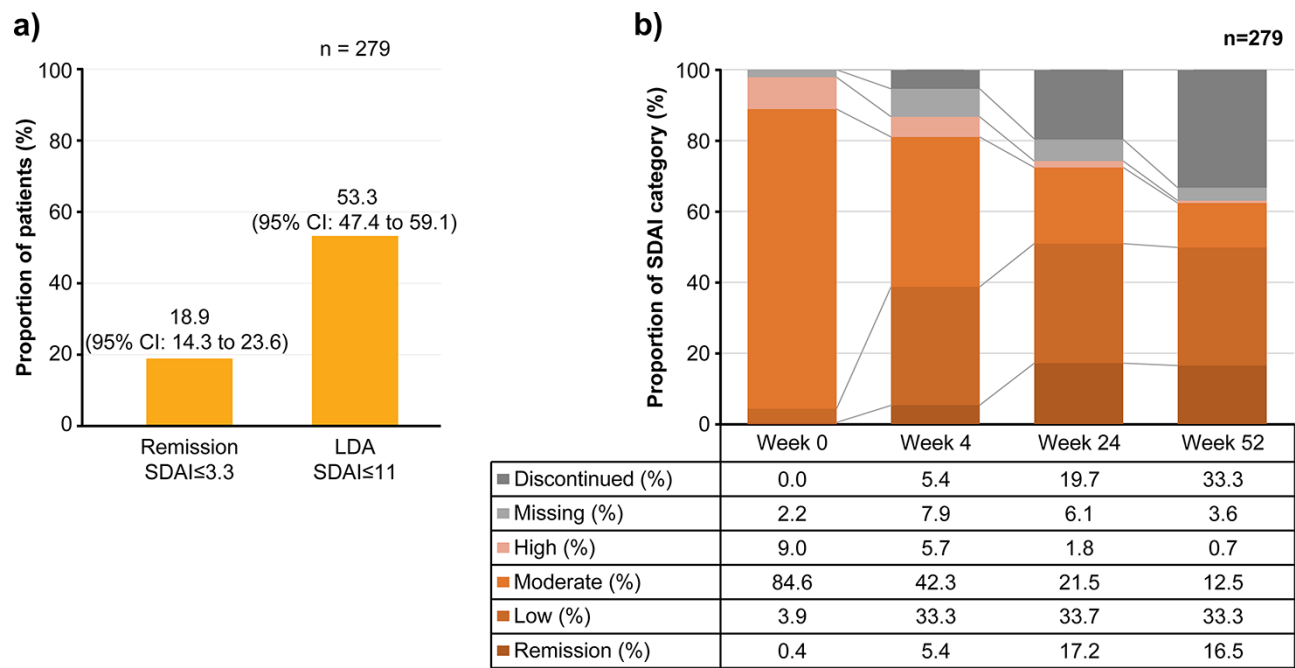 a)
n = 279
Proportion of patients (%)
100
80
60
40
20
0
53.3
(95% CI: 47.4 to 59.1)
18.9
(95% CI: 14.3 to 23.6)
Remission
SDAI≤3.3
LDA
SDAI≤11
b)
n=279
Proportion of SDAI category (%)
100
80
60
40
20
0
Week 0 Week 4 Week 24 Week 52
Discontinued (%) 0.0 5.4 19.7 33.3
Missing (%) 2.2 7.9 6.1 3.6
High (%) 9.0 5.7 1.8 0.7
Moderate (%) 84.6 42.3 21.5 12.5
Low (%) 3.9 33.3 33.7 33.3
Remission (%) 0.4 5.4 17.2 16.5